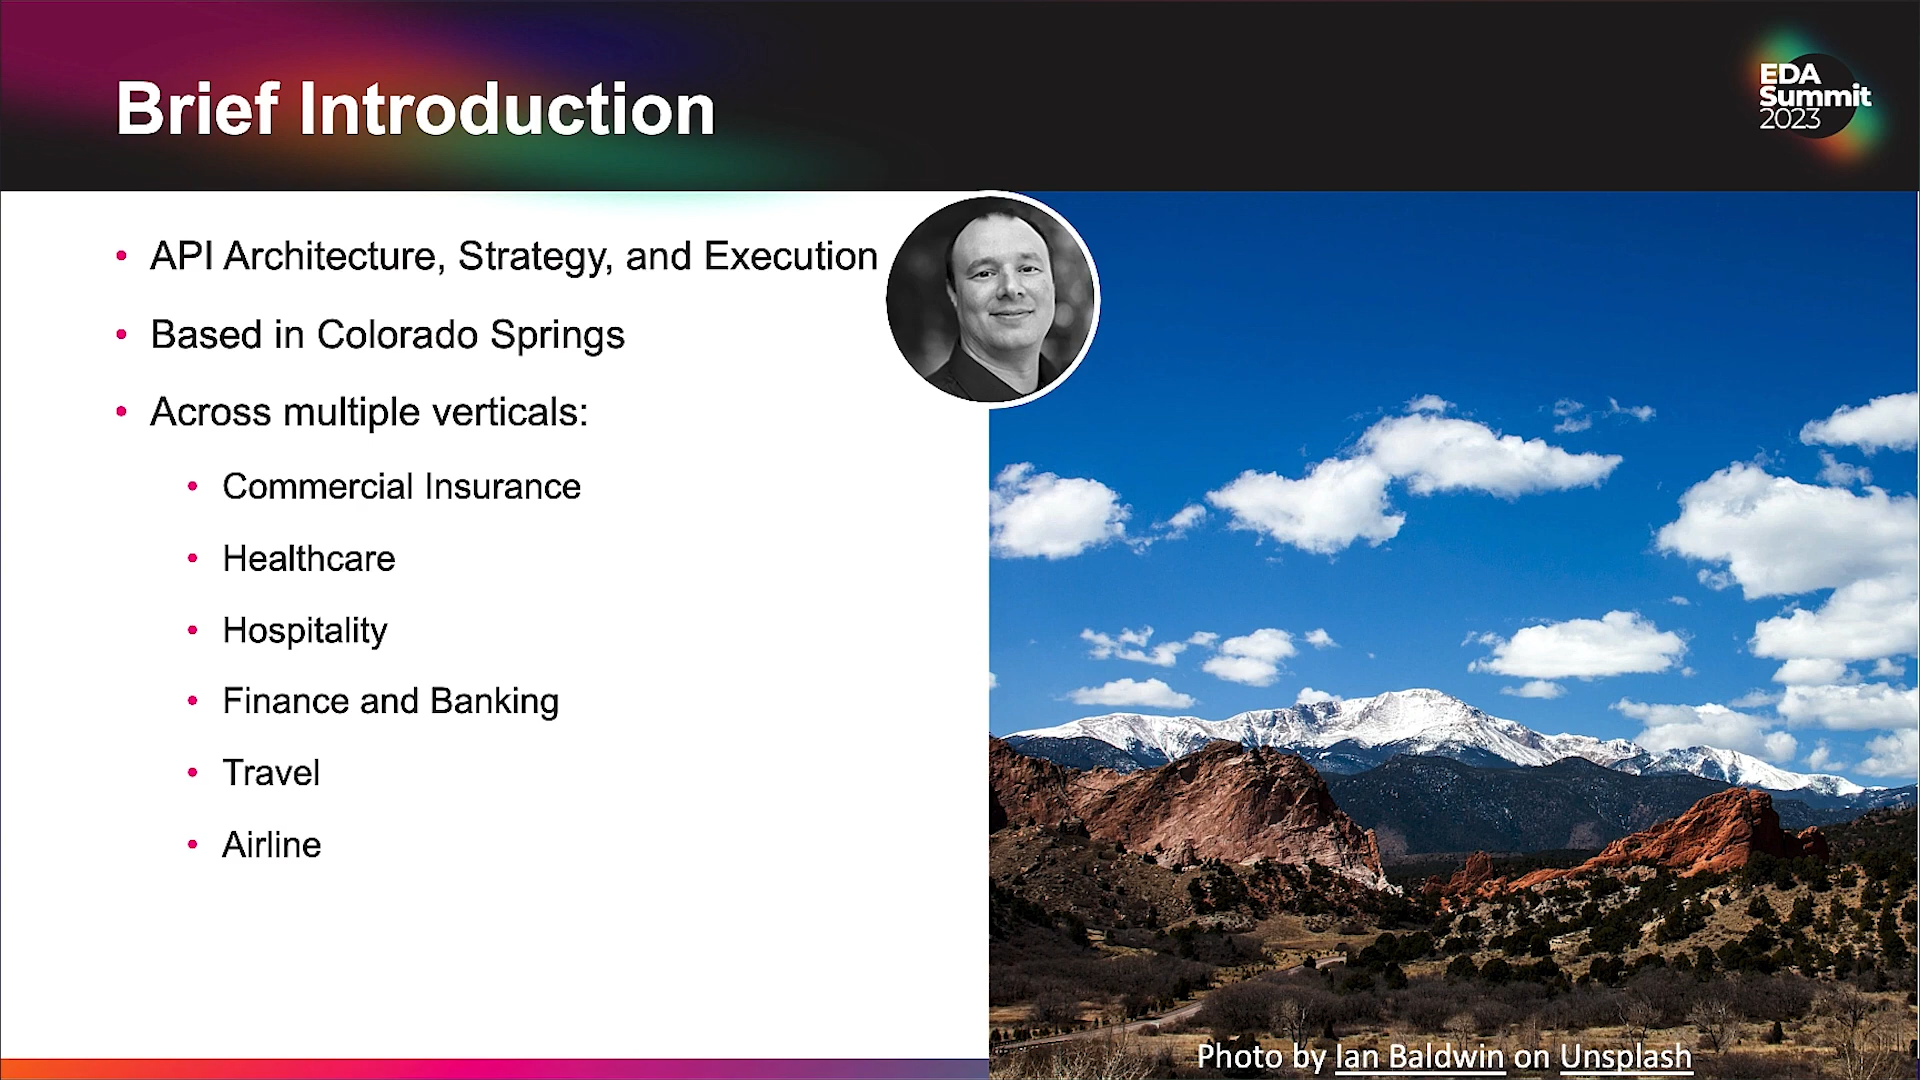 Brief Introduction
EDA
Summit
2023
• API Architecture, Strategy, and Execution
• Based in Colorado Springs
• Across multiple verticals:
• Commercial Insurance
• Healthcare
• Hospitality
• Finance and Banking
• Travel
• Airline
Photo by Ian Baldwin on Unsplash